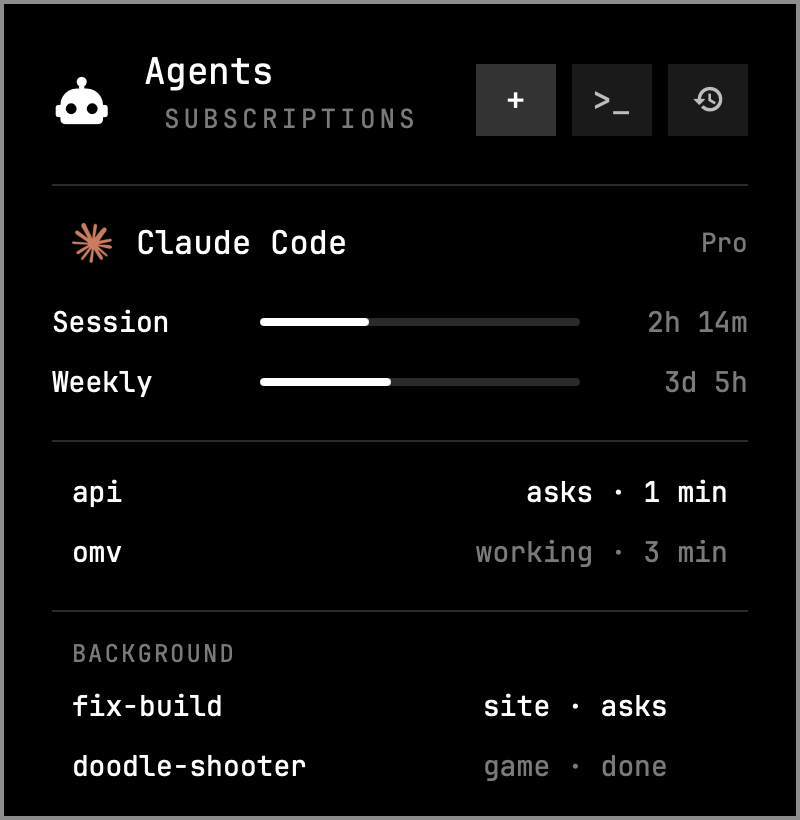 Agents
SUBSCRIPTIONS
+ >_
Claude Code Pro
Session 2h 14m
Weekly 3d 5h
api asks · 1 min
omv working · 3 min
BACKGROUND
fix-build site · asks
doodle-shooter game · done